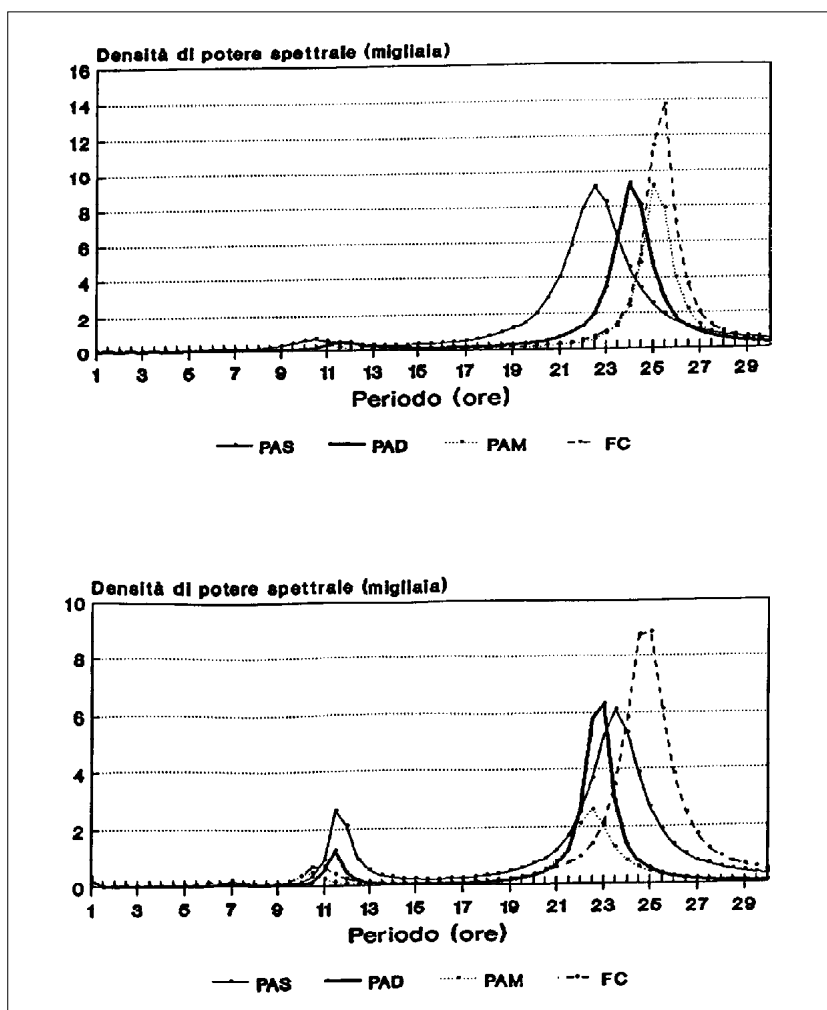 Densità di potere spettrale (migliaia)
16
14
12
10
8
6
4
2
0
1 3 5 7 9 11 13 15 17 19 21 23 25 27 29
Periodo (ore)
PAS PAD PAM FC
Densità di potere spettrale (migliaia)
10
8
6
4
2
0
1 3 5 7 9 11 13 15 17 19 21 23 25 27 29
Periodo (ore)
PAS PAD PAM FC